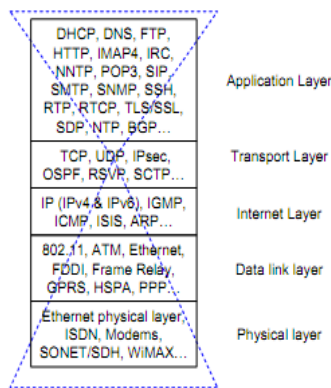 DHCP, DNS, FTP,
HTTP, IMAP4, IRC,
NNTP, POP3, SIP,
SMTP, SNMP, SSH,
RTP, RTCP, TLS/SSL,
SDP, NTP, BGP...
Application Layer
TCP, UDP, IPsec,
OSPF, RSVP, SCTP...
Transport Layer
IP (IPv4 & IPv6), IGMP,
ICMP, ISIS, ARP...
Internet Layer
802.11, ATM, Ethernet,
FDDI, Frame Relay,
GPRS, HSPA, PPP...
Data link layer
Ethernet physical layer,
ISDN, Modems,
SONET/SDH, WiMAX...
Physical layer